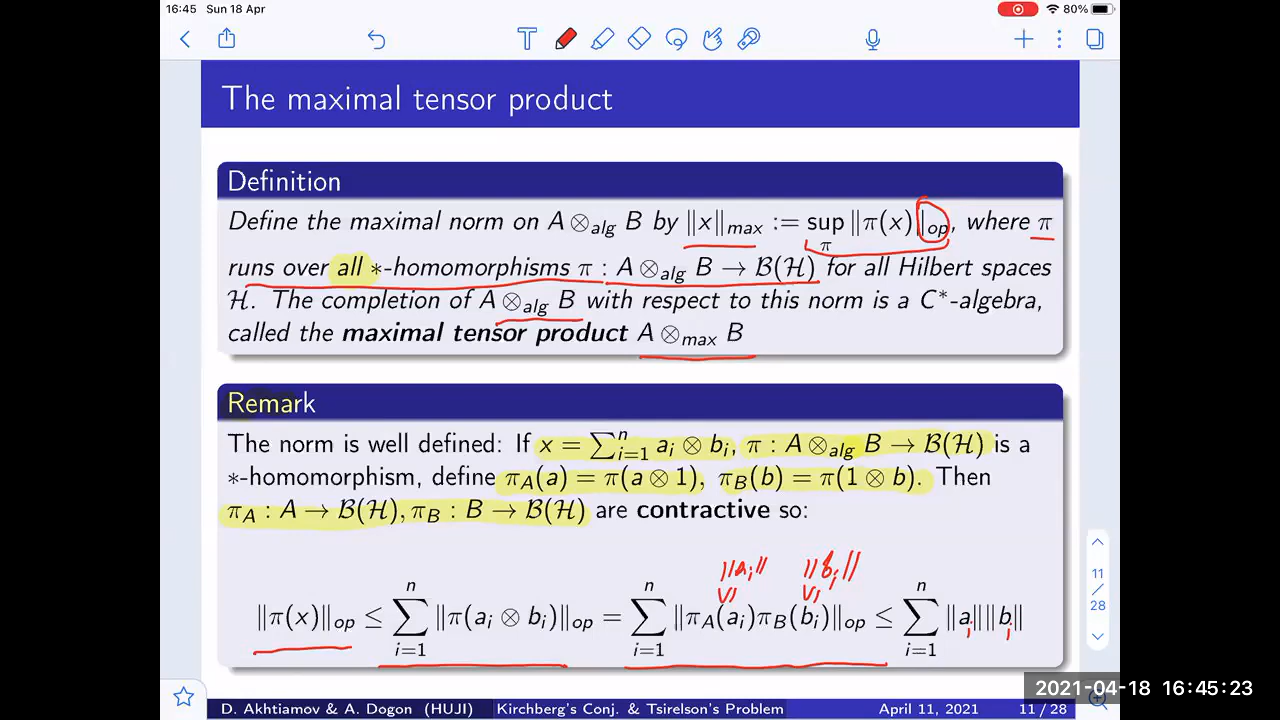 16:45 Sun 18 Apr
80%
The maximal tensor product
Definition
Define the maximal norm on A ⊗alg B by ‖x‖max := sup ‖π(x)‖op, where π
π
runs over all *-homomorphisms π : A ⊗alg B → B(H) for all Hilbert spaces
H. The completion of A ⊗alg B with respect to this norm is a C*-algebra,
called the maximal tensor product A ⊗max B
Remark
The norm is well defined: If x = ∑ⁿi=1 ai ⊗ bi, π : A ⊗alg B → B(H) is a
*-homomorphism, define πA(a) = π(a ⊗ 1), πB(b) = π(1 ⊗ b). Then
πA : A → B(H), πB : B → B(H) are contractive so:
‖ai‖ ‖bi‖
n n n
‖π(x)‖op ≤ ∑ ‖π(ai ⊗ bi)‖op = ∑ ‖πA(ai)πB(bi)‖op ≤ ∑ ‖ai‖‖bi‖
i=1 i=1 i=1
11
/
28
2021-04-18 16:45:23
D. Akhtiamov & A. Dogon (HUJI) Kirchberg's Conj. & Tsirelson's Problem April 11, 2021 11 / 28